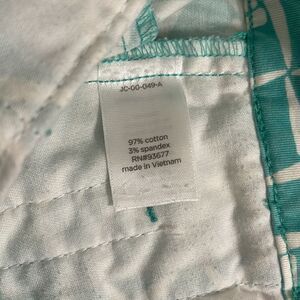 JC-00-049-A
97% cotton
3% spandex
RN#93677
made in Vietnam